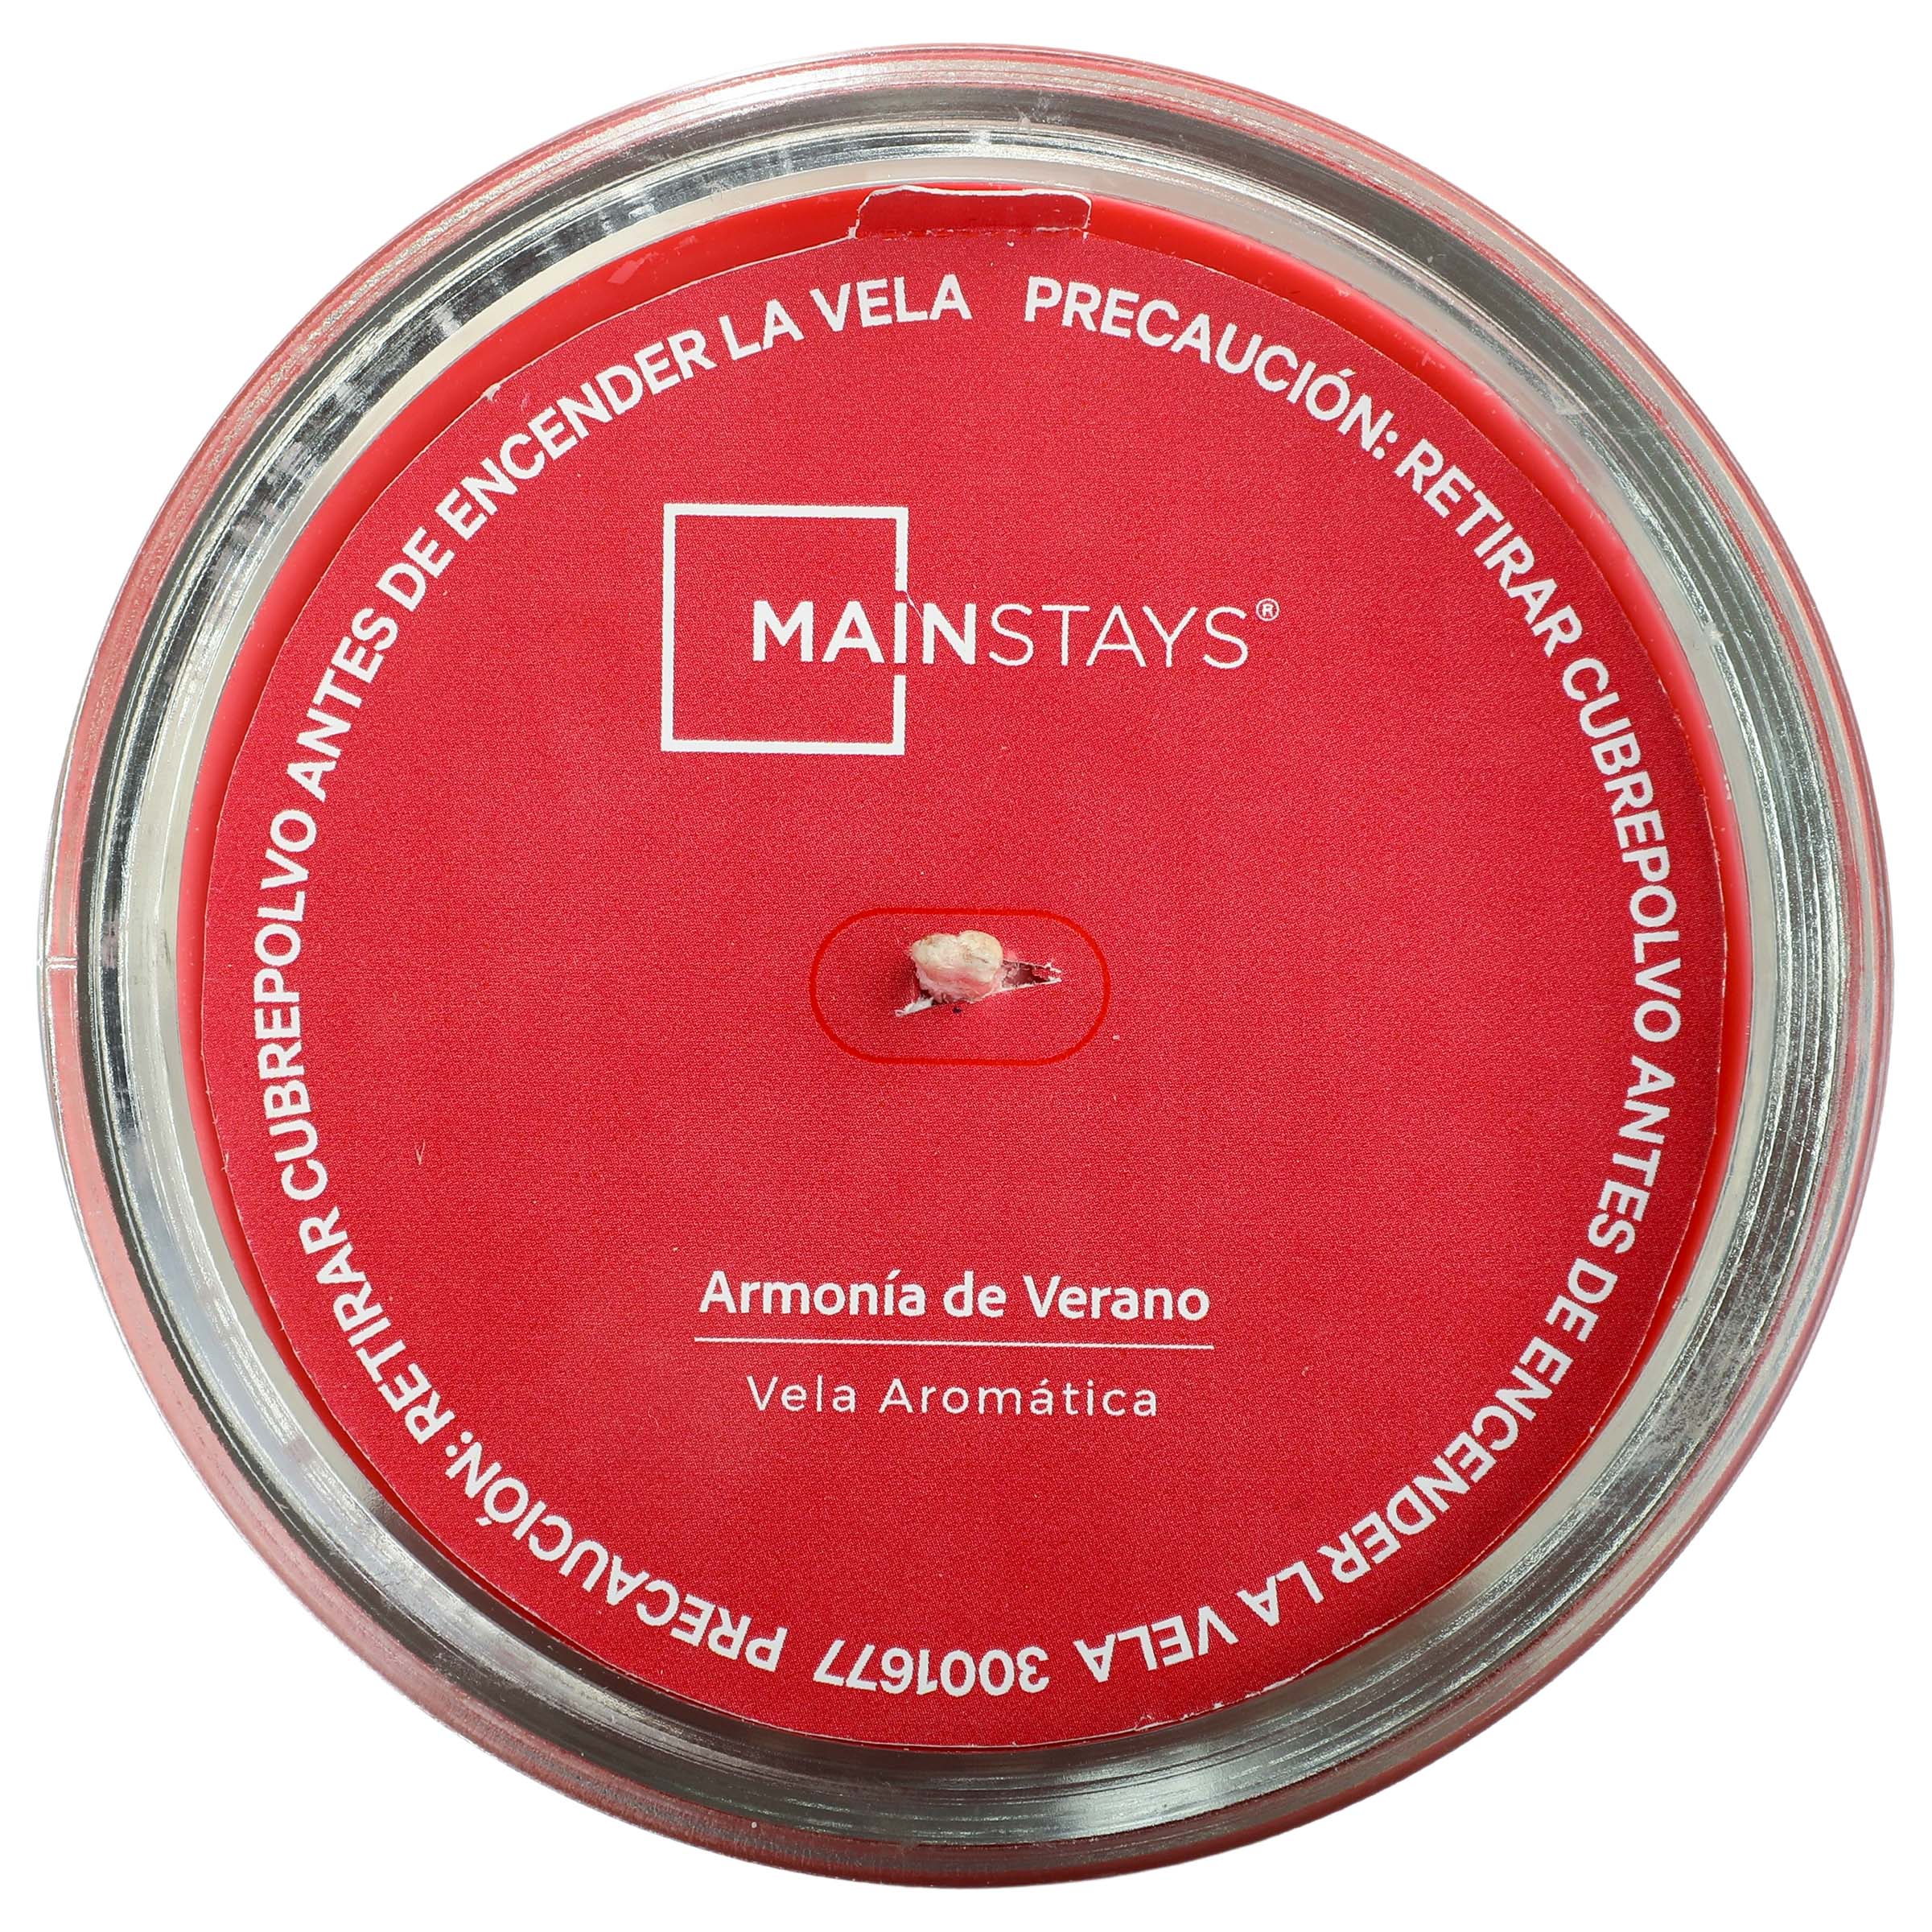 PRECAUCIÓN: RETIRAR CUBREPOLVO ANTES DE ENCENDER LA VELA 3001677 PRECAUCIÓN: RETIRAR CUBREPOLVO ANTES DE ENCENDER LA VELA
MAINSTAYS®
Armonía de Verano
Vela Aromática